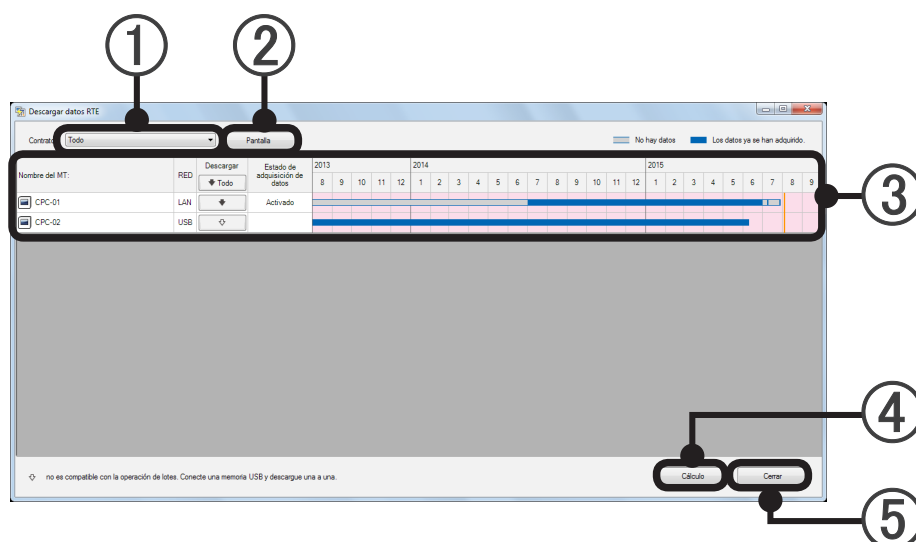 ① ②
Descargar datos RTE
Contrato Todo Pantalla No hay datos Los datos ya se han adquirido.
Nombre del MT: RED Descargar Estado de adquisición de datos 2013 2014 2015
Todo 8 9 10 11 12 1 2 3 4 5 6 7 8 9 10 11 12 1 2 3 4 5 6 7 8 9
③
CPC-01 LAN Activado
CPC-02 USB
④
no es compatible con la operación de lotes. Conecte una memoria USB y descargue una a una. Cálculo Cerrar
⑤